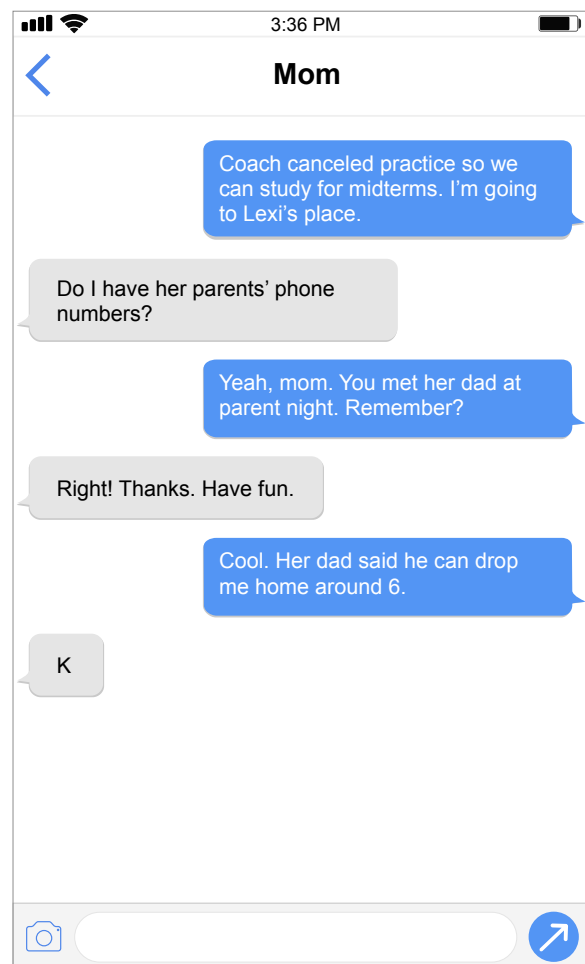 3:36 PM
Mom
Coach canceled practice so we
can study for midterms. I’m going
to Lexi’s place.
Do I have her parents’ phone
numbers?
Yeah, mom. You met her dad at
parent night. Remember?
Right! Thanks. Have fun.
Cool. Her dad said he can drop
me home around 6.
K